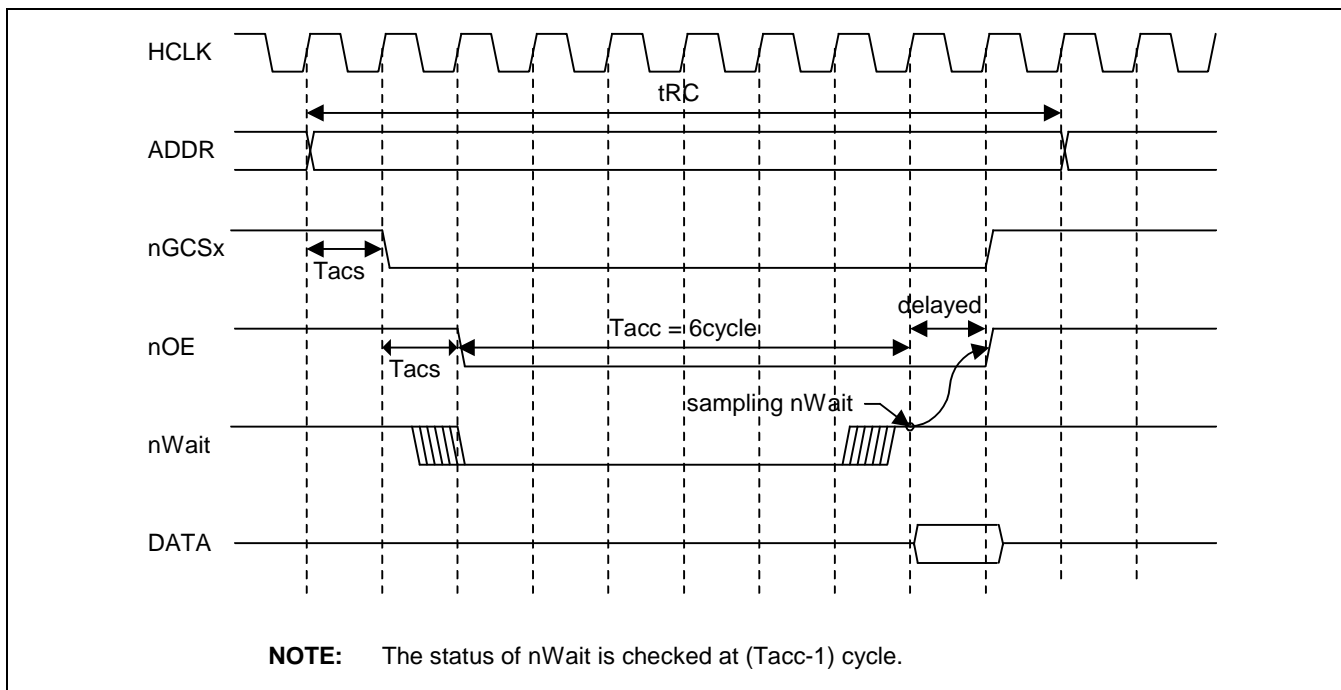 HCLK
tRC
ADDR
nGCSx
Tacs
delayed
nOE
Tacc = 6cycle
Tacs
sampling nWait
nWait
DATA
NOTE: The status of nWait is checked at (Tacc-1) cycle.